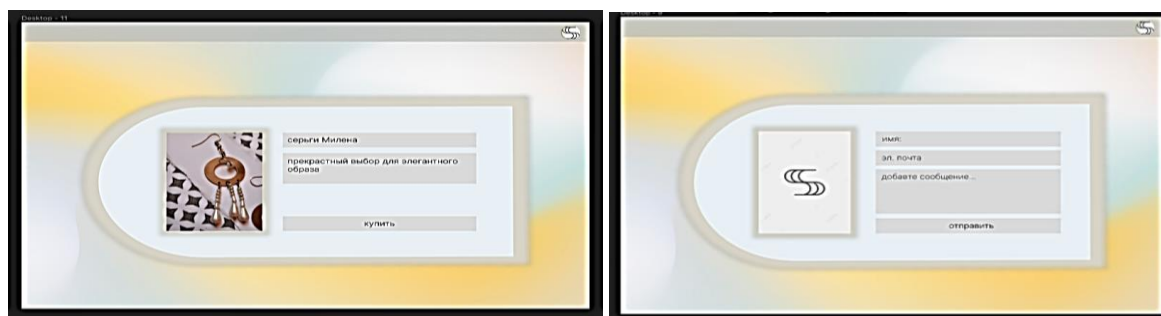 Desktop - 11
серьги Милена
прекрастный выбор для элегантного
образа
купить
имя:
эл. почта
добавте сообщение...
отправить